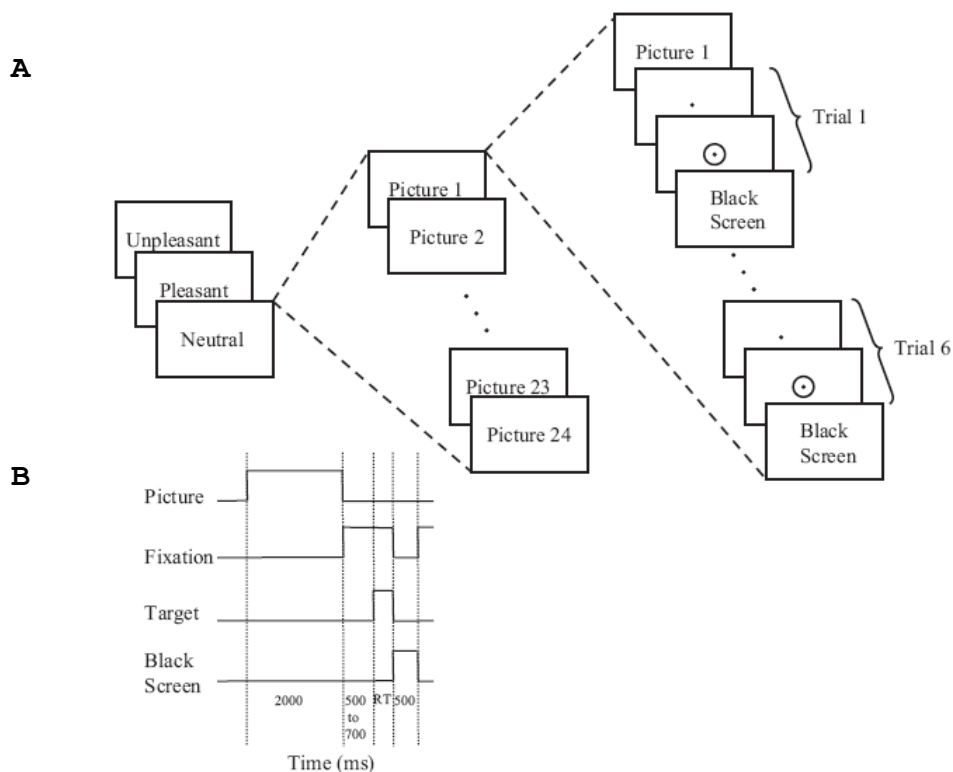 A
Unpleasant
Pleasant
Neutral
Picture 1
Picture 2
Picture 23
Picture 24
Picture 1
Trial 1
Black
Screen
Trial 6
Black
Screen
B
Picture
Fixation
Target
Black
Screen
2000
500
to
700
RT
500
Time (ms)